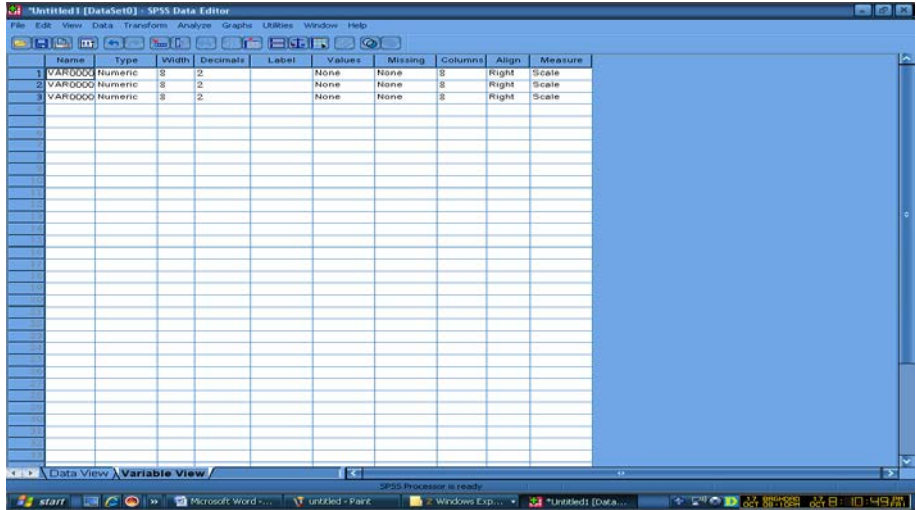 *Untitled1 [DataSet0] - SPSS Data Editor
File Edit View Data Transform Analyze Graphs Utilities Window Help
Name Type Width Decimals Label Values Missing Columns Align Measure
1 VAR0000 Numeric 8 2 None None 8 Right Scale
2 VAR0000 Numeric 8 2 None None 8 Right Scale
3 VAR0000 Numeric 8 2 None None 8 Right Scale
Data View Variable View
SPSS Processor is ready
start Microsoft Word -... untitled - Paint 2 Windows Exp... *Untitled1 [Data...